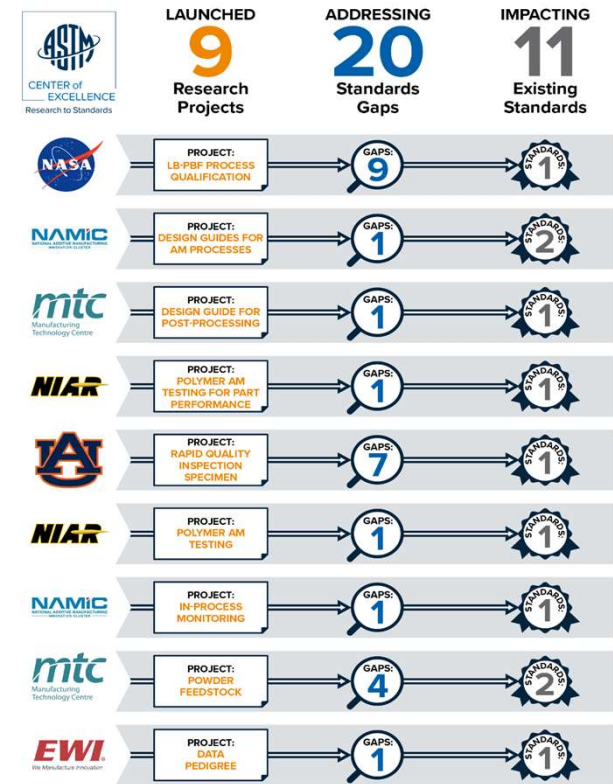 ASTM
CENTER of
EXCELLENCE
Research to Standards
LAUNCHED
9
Research
Projects
ADDRESSING
20
Standards
Gaps
IMPACTING
11
Existing
Standards
NASA
PROJECT:
LB-PBF PROCESS
QUALIFICATION
GAPS:
9
STANDARDS:
1
NAMIC
NATIONAL ADDITIVE MANUFACTURING
INNOVATION CLUSTER
PROJECT:
DESIGN GUIDES FOR
AM PROCESSES
GAPS:
1
STANDARDS:
2
mtc
Manufacturing
Technology Centre
PROJECT:
DESIGN GUIDE FOR
POST-PROCESSING
GAPS:
1
STANDARDS:
1
NIAR
PROJECT:
POLYMER AM
TESTING FOR PART
PERFORMANCE
GAPS:
1
STANDARDS:
1
AU
PROJECT:
RAPID QUALITY
INSPECTION
SPECIMEN
GAPS:
7
STANDARDS:
1
NIAR
PROJECT:
POLYMER AM
TESTING
GAPS:
1
STANDARDS:
1
NAMIC
NATIONAL ADDITIVE MANUFACTURING
INNOVATION CLUSTER
PROJECT:
IN-PROCESS
MONITORING
GAPS:
1
STANDARDS:
1
mtc
Manufacturing
Technology Centre
PROJECT:
POWDER
FEEDSTOCK
GAPS:
4
STANDARDS:
2
EWI
We Manufacture Innovation
PROJECT:
DATA
PEDIGREE
GAPS:
1
STANDARDS:
1